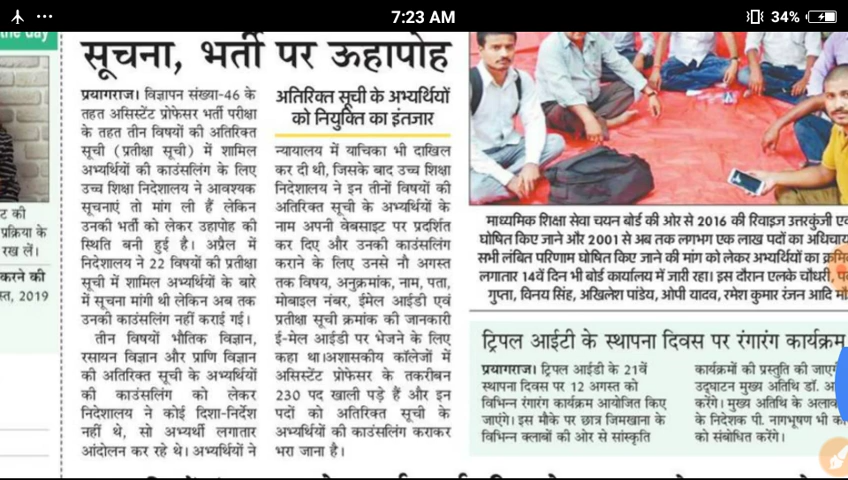 7:23 AM
34%
the day
सूचना, भर्ती पर ऊहापोह
प्रयागराज। विज्ञापन संख्या-46 के
तहत असिस्टेंट प्रोफेसर भर्ती परीक्षा
के तहत तीन विषयों की अतिरिक्त
सूची (प्रतीक्षा सूची) में शामिल
अभ्यर्थियों की काउंसलिंग के लिए
उच्च शिक्षा निदेशालय ने आवश्यक
सूचनाएं तो मांग ली हैं लेकिन
उनकी भर्ती को लेकर उहापोह की
स्थिति बनी हुई है। अप्रैल में
निदेशालय ने 22 विषयों की प्रतीक्षा
सूची में शामिल अभ्यर्थियों के बारे
में सूचना मांगी थी लेकिन अब तक
उनकी काउंसलिंग नहीं कराई गई।
तीन विषयों भौतिक विज्ञान,
रसायन विज्ञान और प्राणि विज्ञान
की अतिरिक्त सूची के अभ्यर्थियों
की काउंसलिंग को लेकर
निदेशालय ने कोई दिशा-निर्देश
नहीं थे, सो अभ्यर्थी लगातार
आंदोलन कर रहे थे। अभ्यर्थियों ने
अतिरिक्त सूची के अभ्यर्थियों
को नियुक्ति का इंतजार
न्यायालय में याचिका भी दाखिल
कर दी थी, जिसके बाद उच्च शिक्षा
निदेशालय ने इन तीनों विषयों की
अतिरिक्त सूची के अभ्यर्थियों के
नाम अपनी वेबसाइट पर प्रदर्शित
कर दिए और उनकी काउंसलिंग
कराने के लिए उनसे नौ अगस्त
तक विषय, अनुक्रमांक, नाम, पता,
मोबाइल नंबर, ईमेल आईडी एवं
प्रतीक्षा सूची क्रमांक की जानकारी
ई-मेल आईडी पर भेजने के लिए
कहा था।अशासकीय कॉलेजों में
असिस्टेंट प्रोफेसर के तकरीबन
230 पद खाली पड़े हैं और इन
पदों को अतिरिक्त सूची के
अभ्यर्थियों की काउंसलिंग कराकर
भरा जाना है।
ट की
प्रक्रिया के
रख लें।
करने की
स्त, 2019
माध्यमिक शिक्षा सेवा चयन बोर्ड की ओर से 2016 की रिवाइज उतरकुंजी
घोषित किए जाने और 2001 से अब तक लगभग एक लाख पदों का
सभी लंबित परिणाम घोषित किए जाने की मांग को लेकर अभ्यर्थियों का
लगातार 14वें दिन भी बोर्ड कार्यालय में जारी रहा। इस दौरान एलके चौधरी,
गुप्ता, विनय सिंह, अखिलेश पांडेय, ओपी यादव, रमेश कुमार रंजन आदि
ट्रिपल आईटी के स्थापना दिवस पर रंगारंग कार्यक्रम
प्रयागराज। ट्रिपल आईडी के 21वें
स्थापना दिवस पर 12 अगस्त को
विभिन्न रंगारंग कार्यक्रम आयोजित किए
जाएंगे। इस मौके पर छात्र जिमखाना के
विभिन्न क्लाबों की ओर से सांस्कृति
कार्यक्रमों की प्रस्तुति की
उद्घाटन मुख्य अतिथि डॉ.
करेंगे। मुख्य अतिथि के
के निदेशक पी. नागभूषण भी
को संबोधित करेंगे।